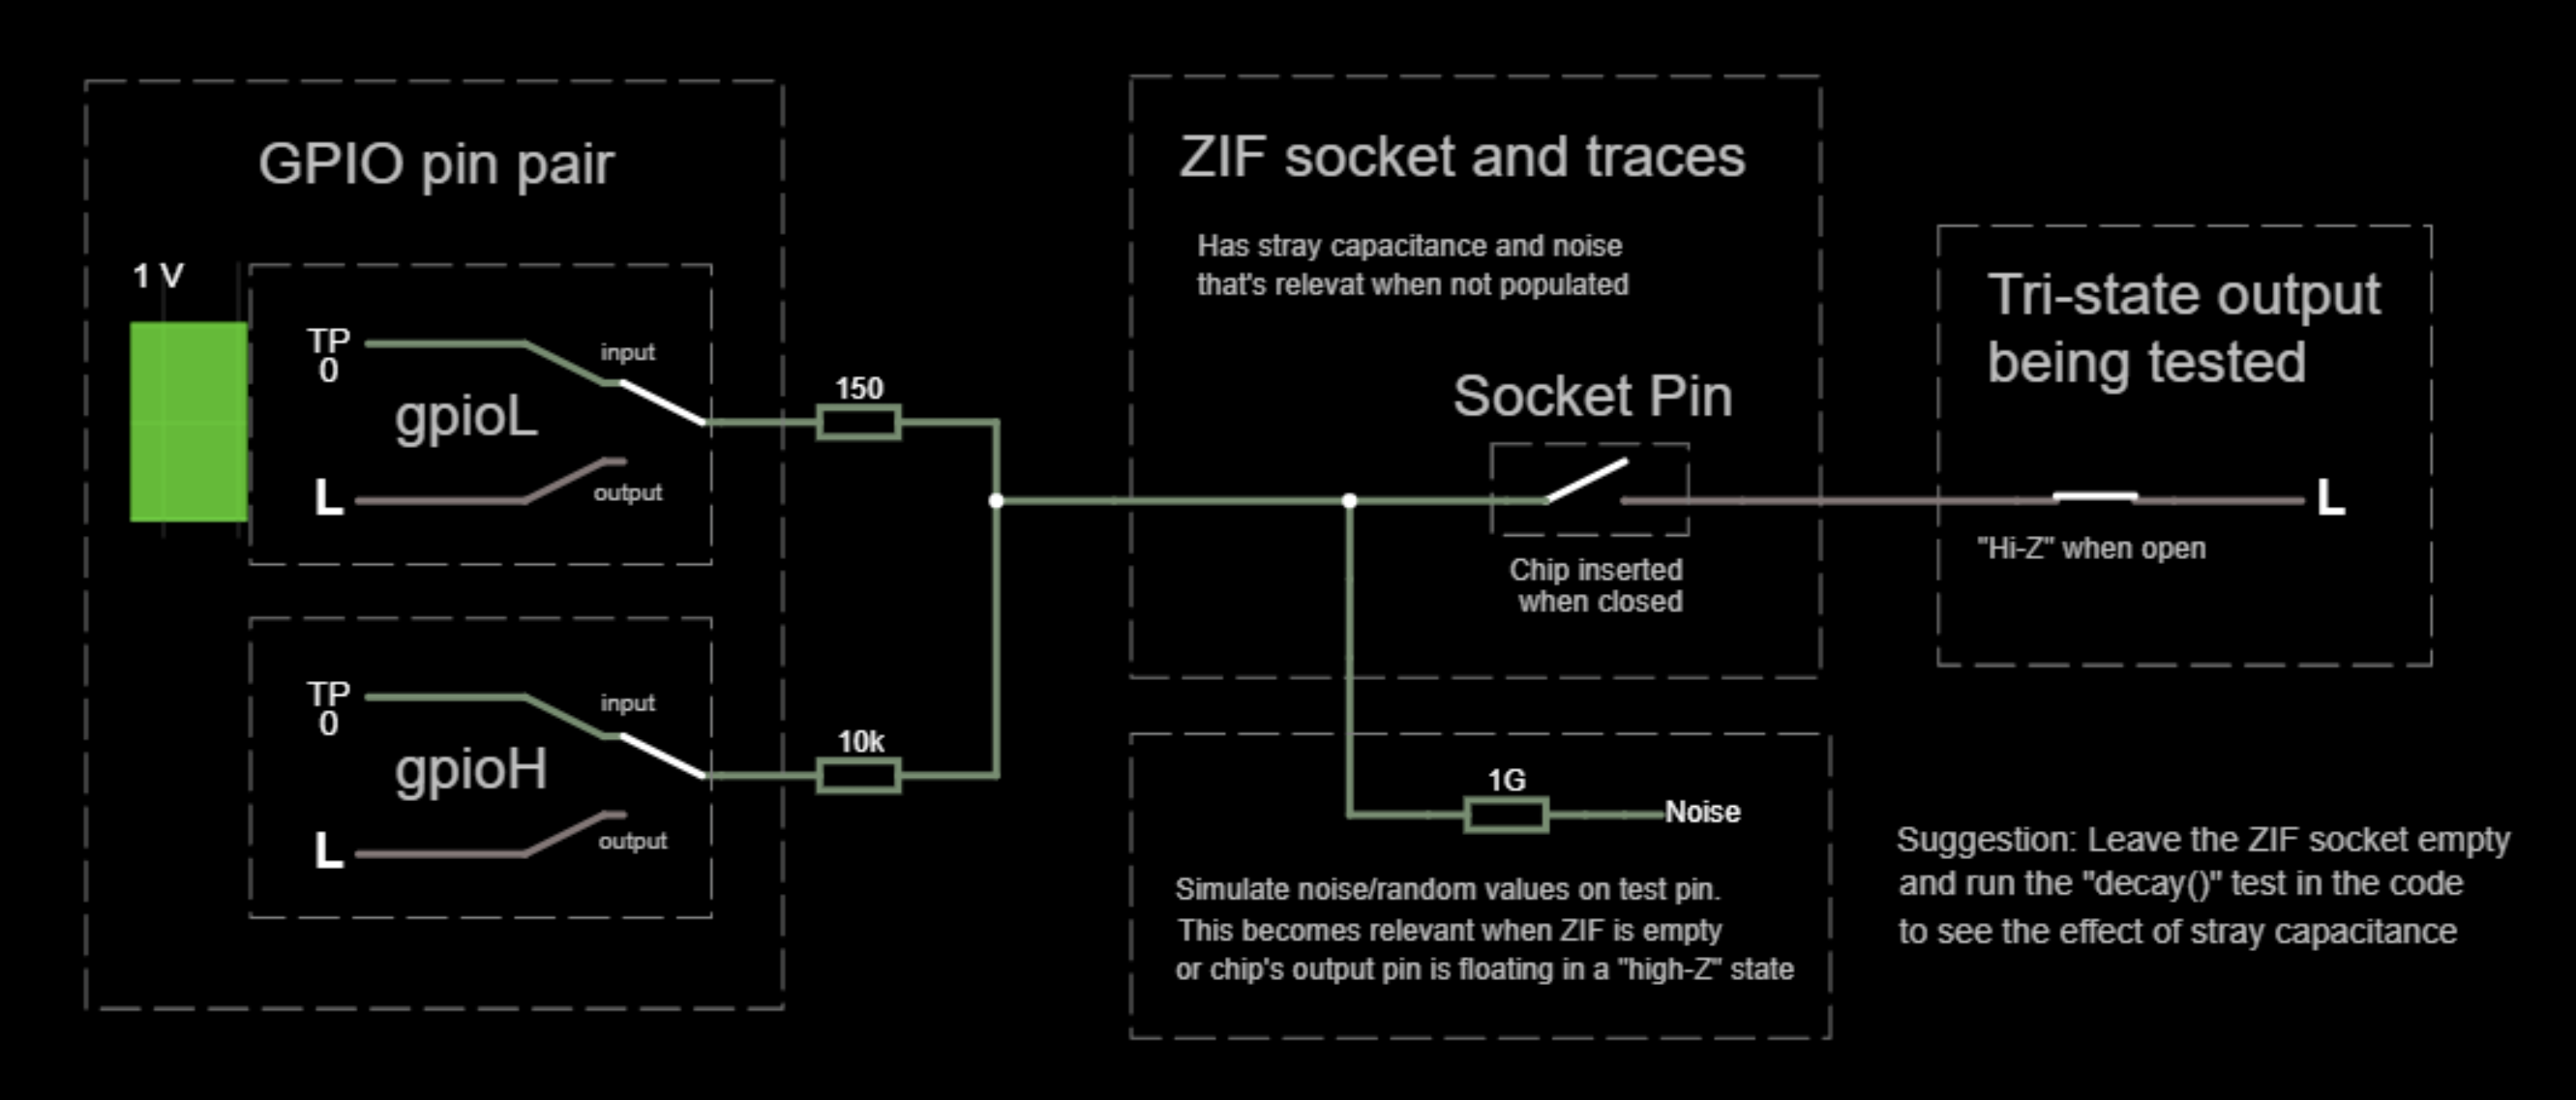 GPIO pin pair
1 V
TP
0
input
gpioL
L
output
TP
0
input
gpioH
L
output
150
10k
ZIF socket and traces
Has stray capacitance and noise
that's relevat when not populated
Socket Pin
Chip inserted
when closed
1G
Noise
Simulate noise/random values on test pin.
This becomes relevant when ZIF is empty
or chip's output pin is floating in a "high-Z" state
Tri-state output
being tested
L
"Hi-Z" when open
Suggestion: Leave the ZIF socket empty
and run the "decay()" test in the code
to see the effect of stray capacitance